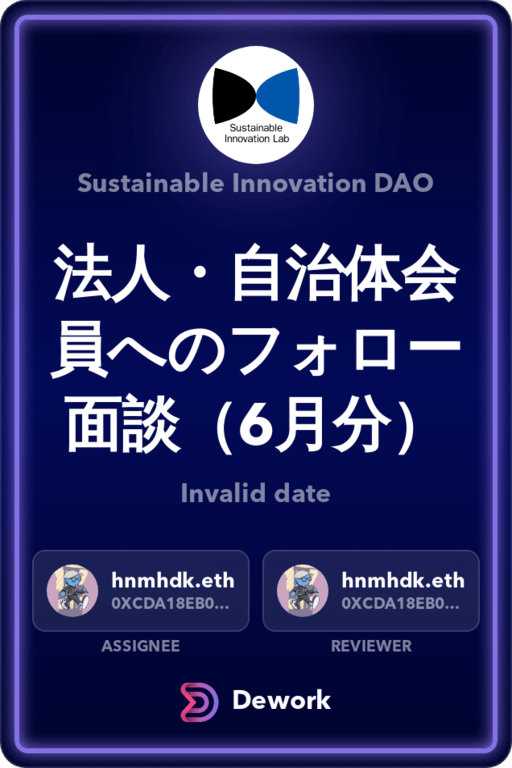 Sustainable
Innovation Lab
Sustainable Innovation DAO
法人・自治体会
員へのフォロー
面談（6月分）
Invalid date
hnmhdk.eth
0XCDA18EB0...
ASSIGNEE
hnmhdk.eth
0XCDA18EB0...
REVIEWER
Dework